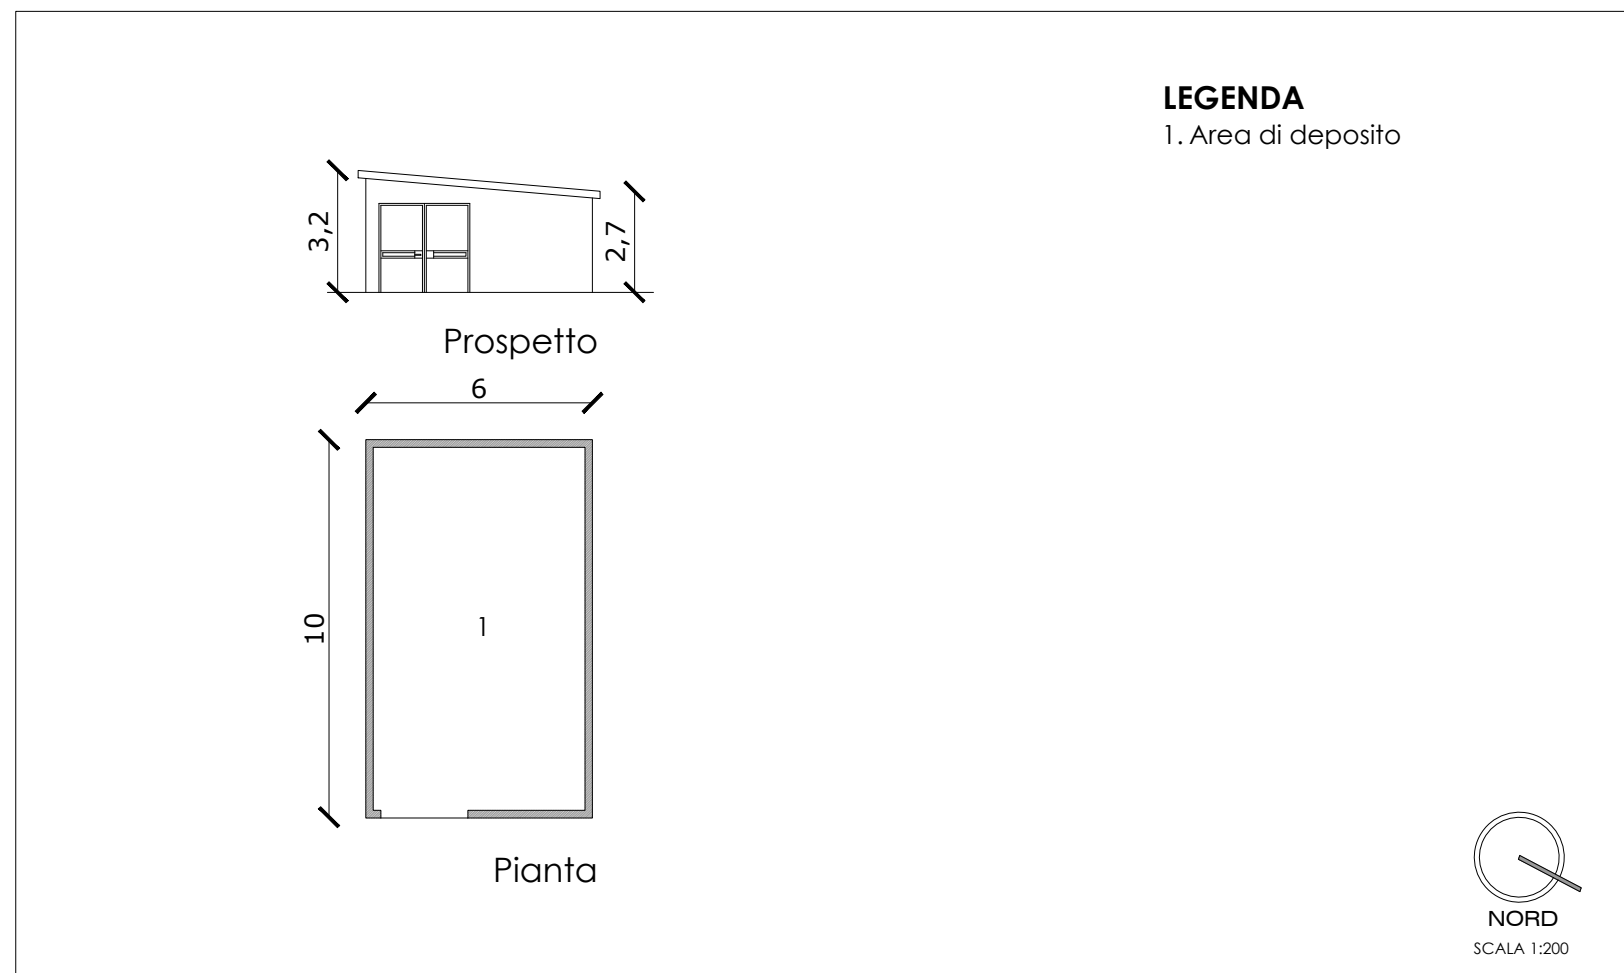 LEGENDA
1. Area di deposito
3,2
2,7
Prospetto
6
10
1
Pianta
NORD
SCALA 1:200